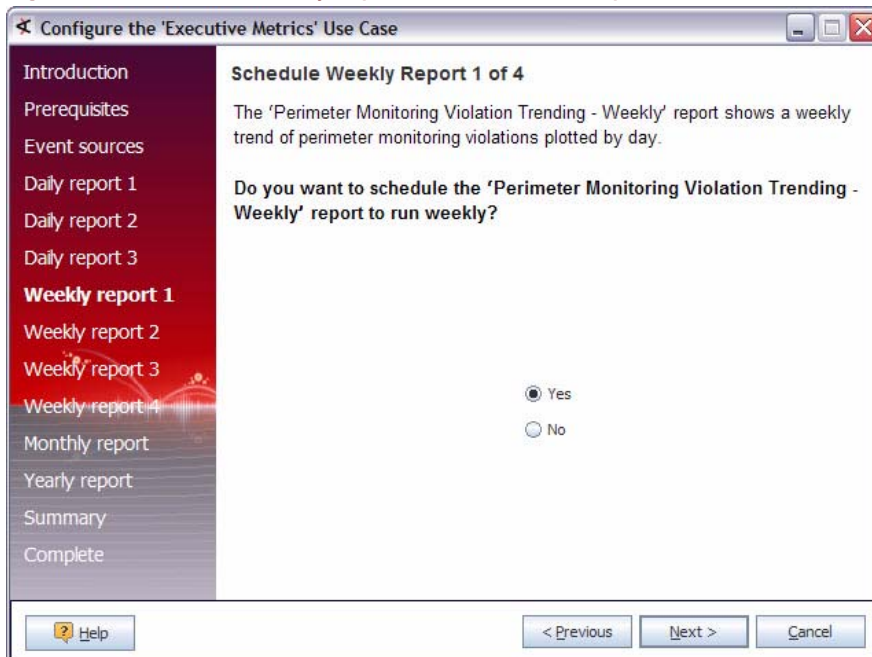 Configure the 'Executive Metrics' Use Case
Introduction
Prerequisites
Event sources
Daily report 1
Daily report 2
Daily report 3
Weekly report 1
Weekly report 2
Weekly report 3
Weekly report 4
Monthly report
Yearly report
Summary
Complete
Schedule Weekly Report 1 of 4
The ‘Perimeter Monitoring Violation Trending - Weekly’ report shows a weekly
trend of perimeter monitoring violations plotted by day.
Do you want to schedule the ‘Perimeter Monitoring Violation Trending -
Weekly’ report to run weekly?
Yes
No
Help
< Previous
Next >
Cancel